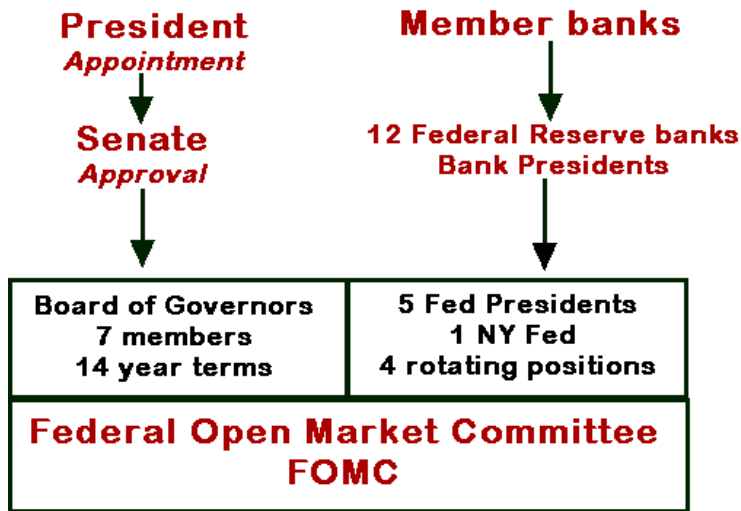 President
Appointment
Senate
Approval
Member banks
12 Federal Reserve banks
Bank Presidents
Board of Governors
7 members
14 year terms
5 Fed Presidents
1 NY Fed
4 rotating positions
Federal Open Market Committee
FOMC